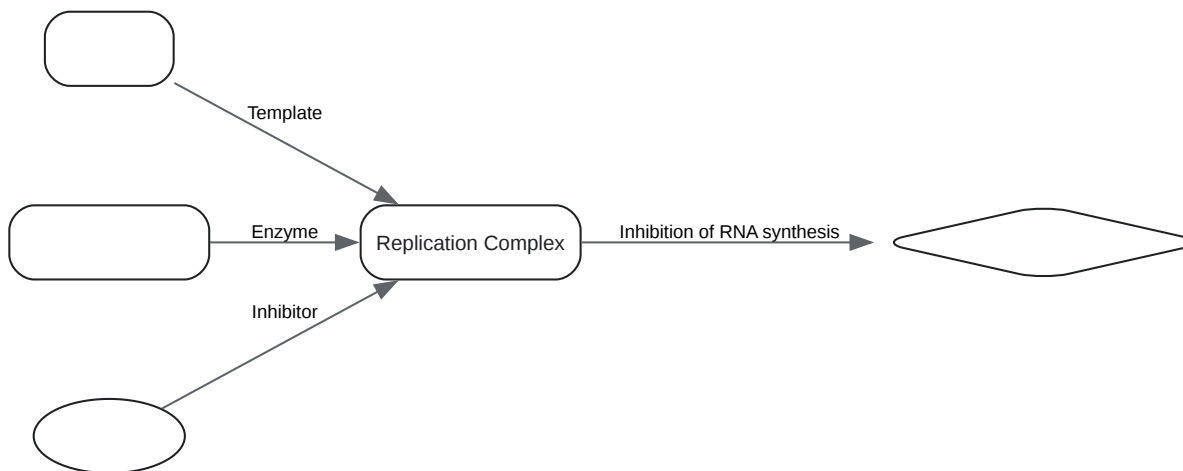 Template
Enzyme
Replication Complex
Inhibition of RNA synthesis
Inhibitor